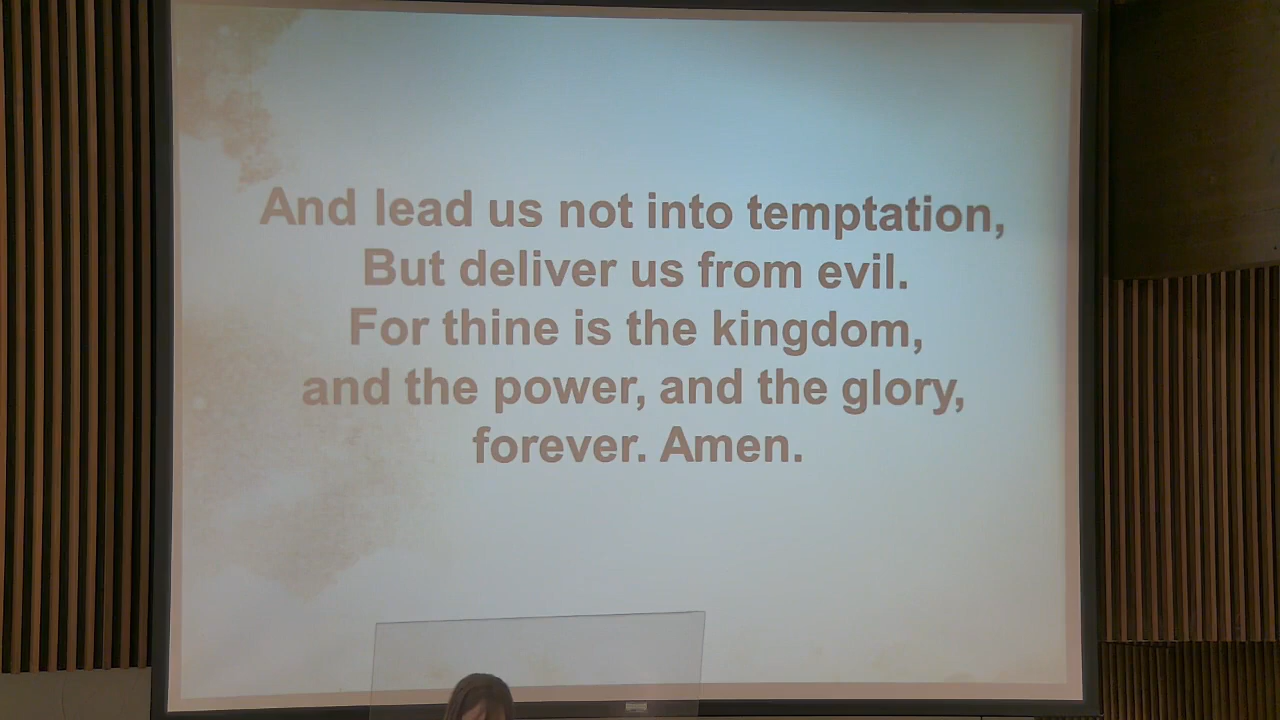 And lead us not into temptation,
But deliver us from evil.
For thine is the kingdom,
and the power, and the glory,
forever. Amen.